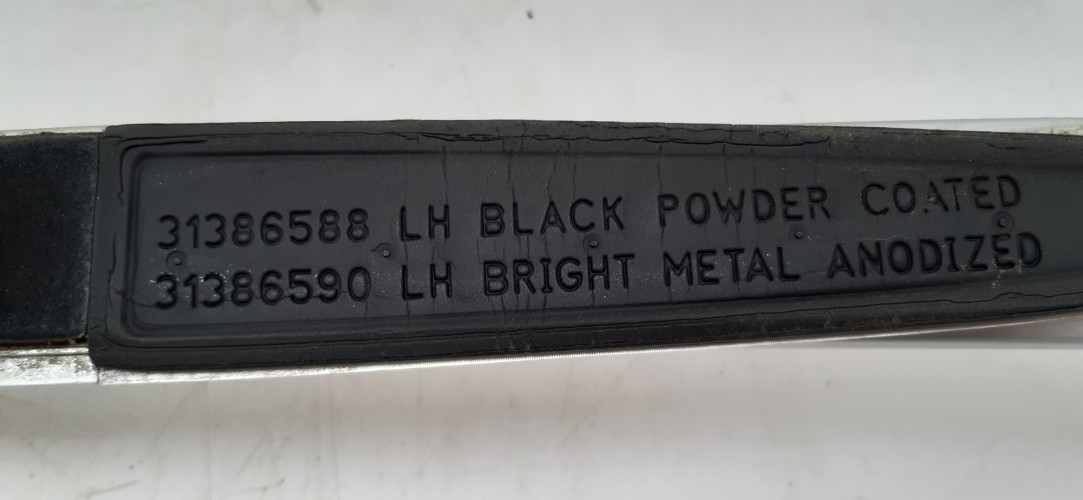 31386588 LH BLACK POWDER COATED
31386590 LH BRIGHT METAL ANODIZED